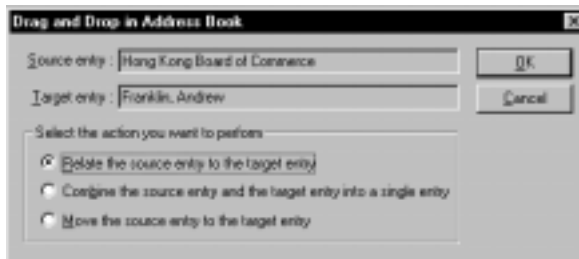 Drag and Drop in Address Book
Source entry : Hong Kong Board of Commerce
OK
Target entry : Franklin, Andrew
Cancel
Select the action you want to perform
Relate the source entry to the target entry
Combine the source entry and the target entry into a single entry
Move the source entry to the target entry